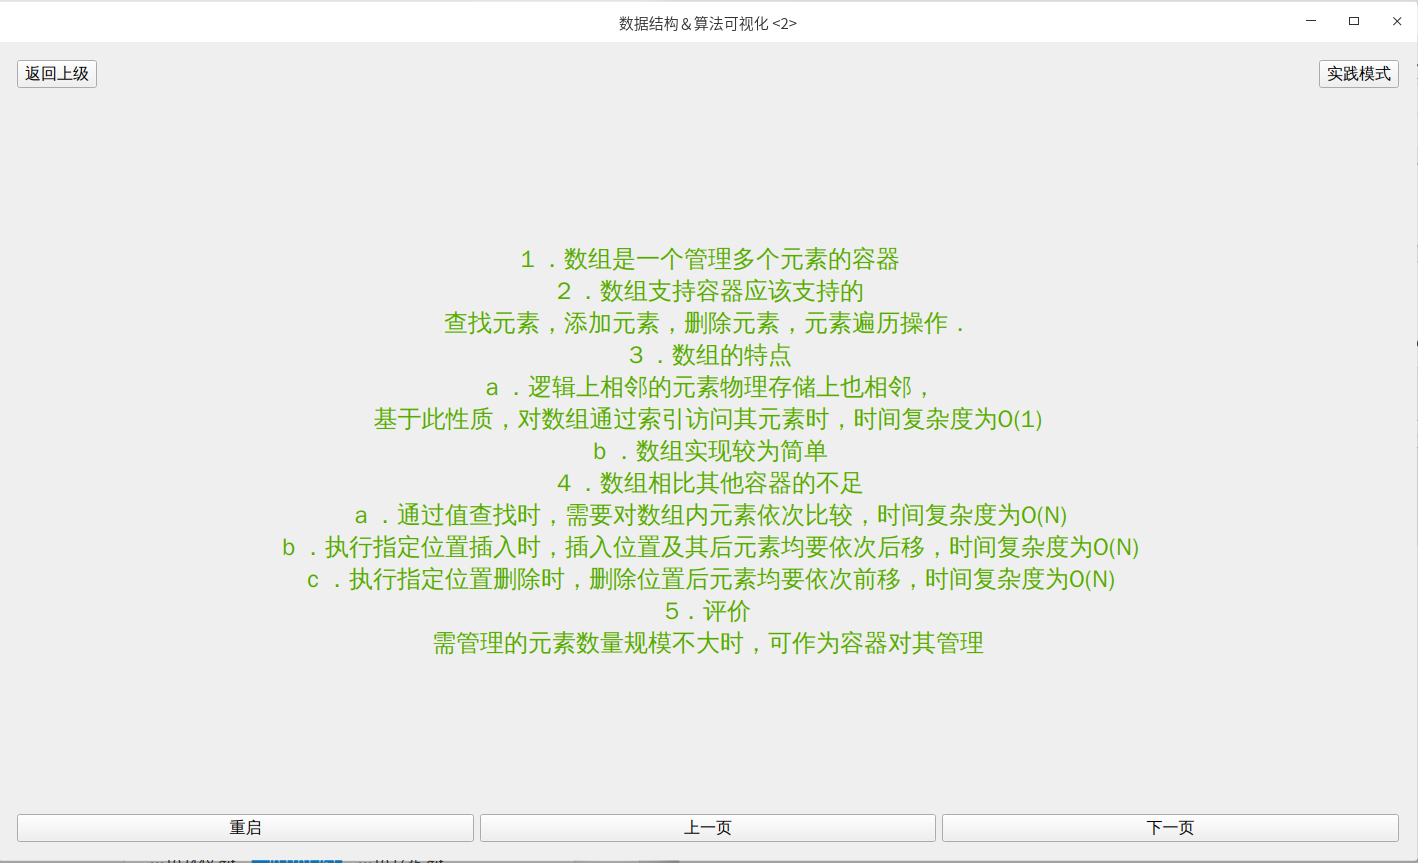 数据结构＆算法可视化 <2>
返回上级
实践模式
１．数组是一个管理多个元素的容器
２．数组支持容器应该支持的
查找元素，添加元素，删除元素，元素遍历操作．
３．数组的特点
ａ．逻辑上相邻的元素物理存储上也相邻，
基于此性质，对数组通过索引访问其元素时，时间复杂度为O(1)
ｂ．数组实现较为简单
４．数组相比其他容器的不足
ａ．通过值查找时，需要对数组内元素依次比较，时间复杂度为O(N)
ｂ．执行指定位置插入时，插入位置及其后元素均要依次后移，时间复杂度为O(N)
ｃ．执行指定位置删除时，删除位置后元素均要依次前移，时间复杂度为O(N)
５．评价
需管理的元素数量规模不大时，可作为容器对其管理
重启
上一页
下一页